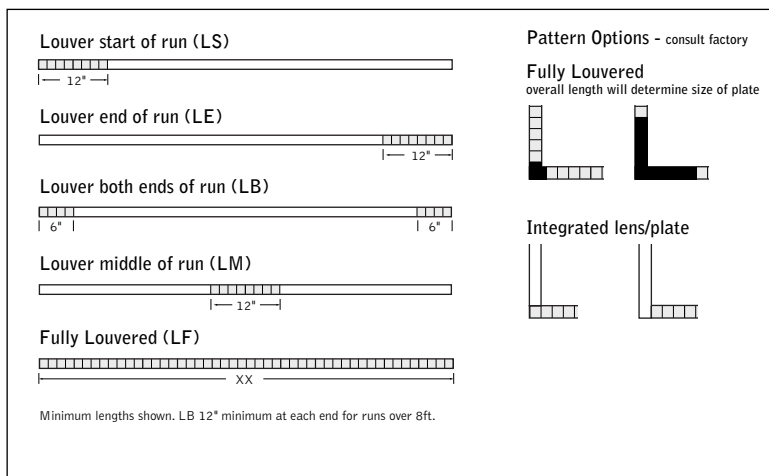 Louver start of run (LS)
12"
Louver end of run (LE)
12"
Louver both ends of run (LB)
6"
6"
Louver middle of run (LM)
12"
Fully Louvered (LF)
XX
Minimum lengths shown. LB 12" minimum at each end for runs over 8ft.
Pattern Options - consult factory
Fully Louvered
overall length will determine size of plate
Integrated lens/plate